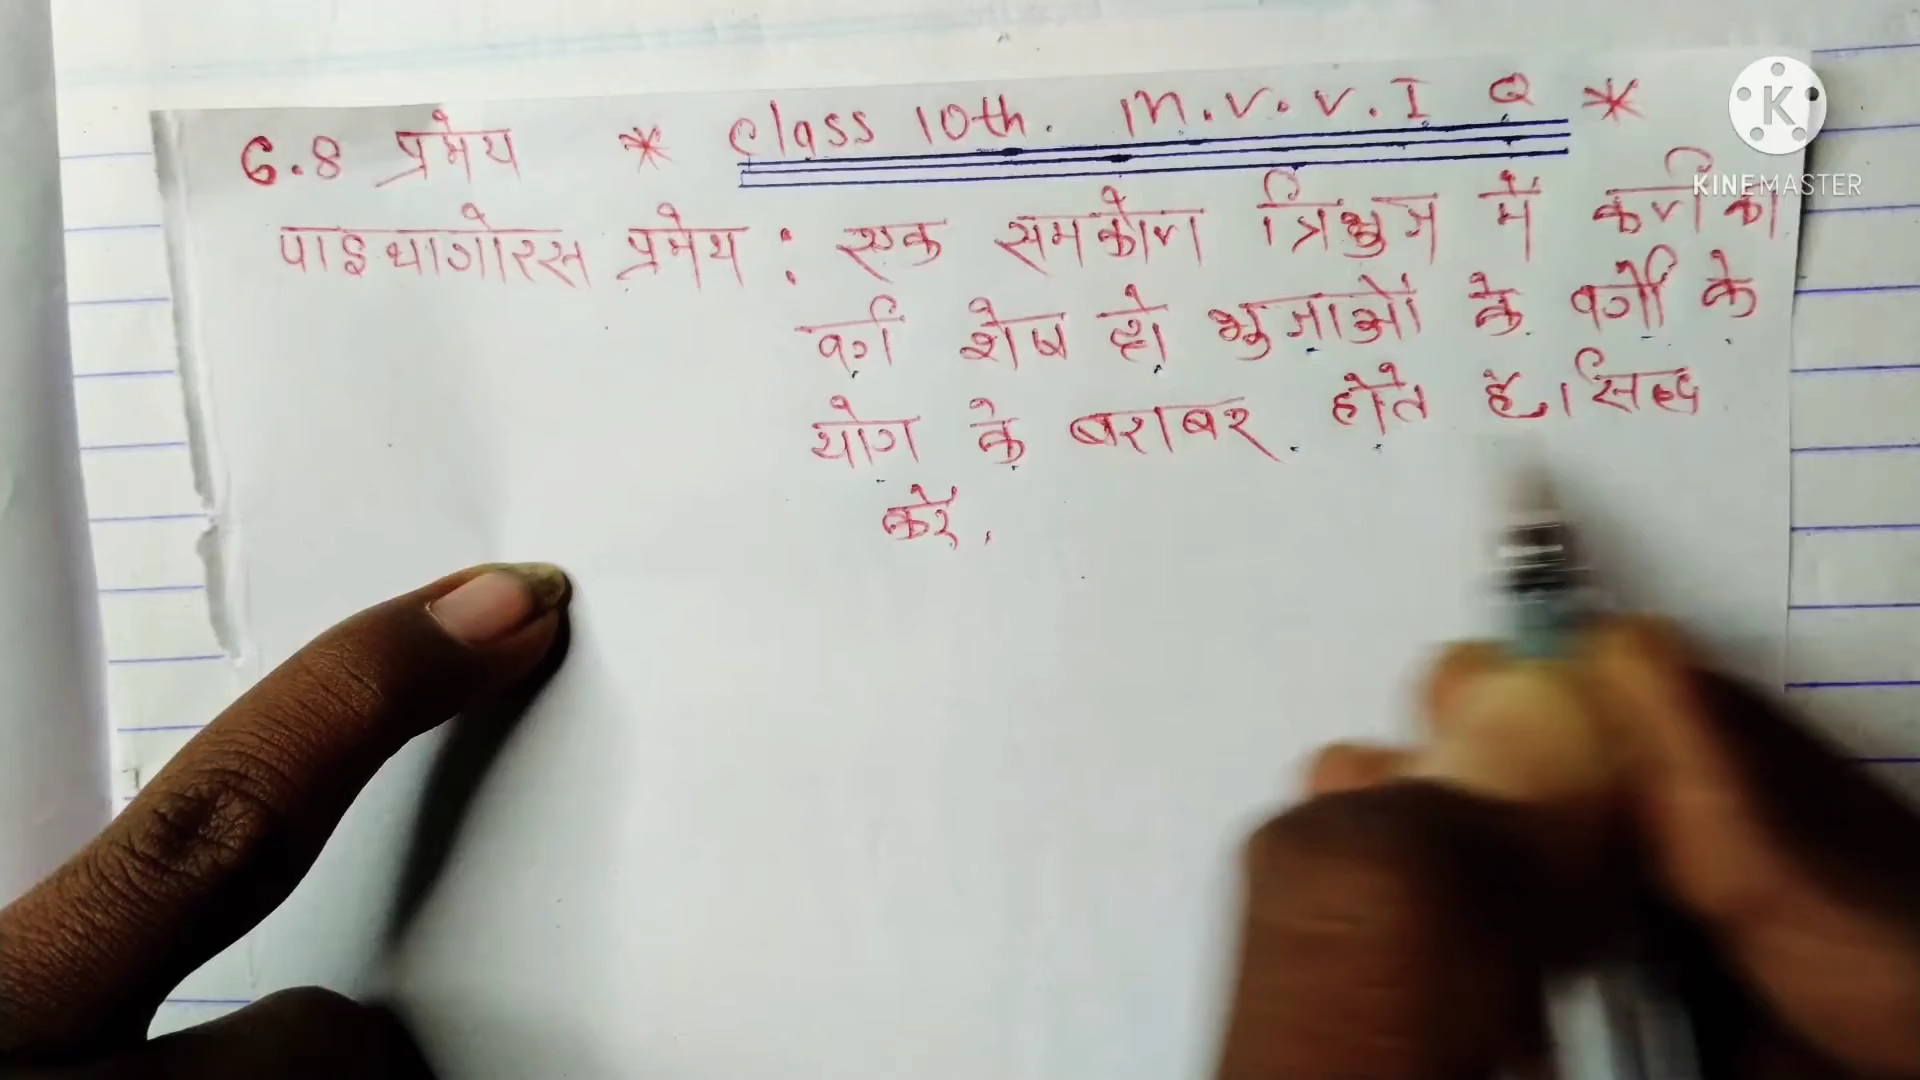 6.8 प्रमेय * Class 10th. M.V.V.I Q *
पाइथागोरस प्रमेय : एक समकोण त्रिभुज में कर्ण का
वर्ग शेष दो भुजाओं के वर्गों के
योग के बराबर होते हैं। सिद्ध
करें.
KINEMASTER